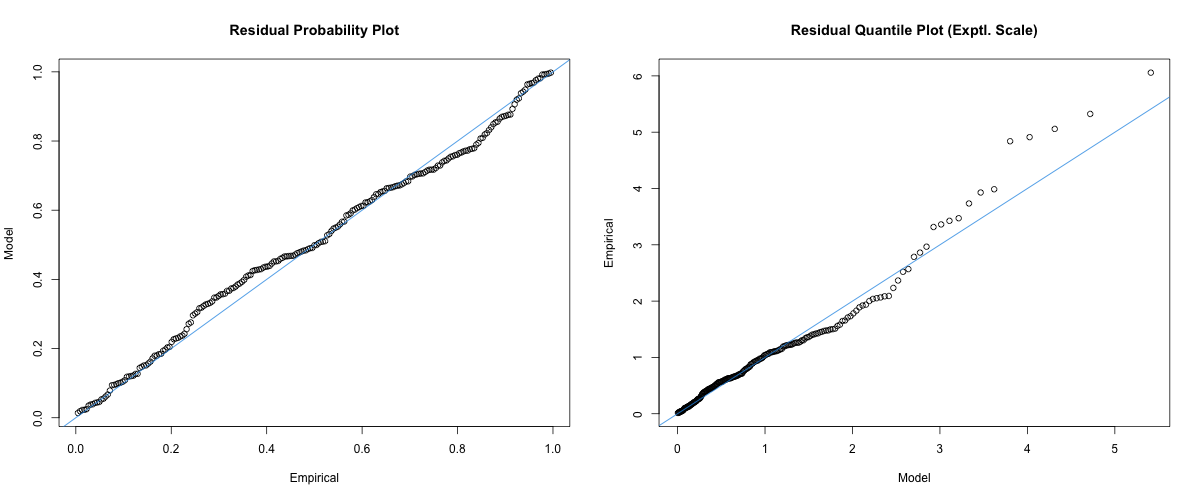 Residual Probability Plot
Model
1.0
0.8
0.6
0.4
0.2
0.0
0.0 0.2 0.4 0.6 0.8 1.0
Empirical
Residual Quantile Plot (Exptl. Scale)
Empirical
6
5
4
3
2
1
0
0 1 2 3 4 5
Model